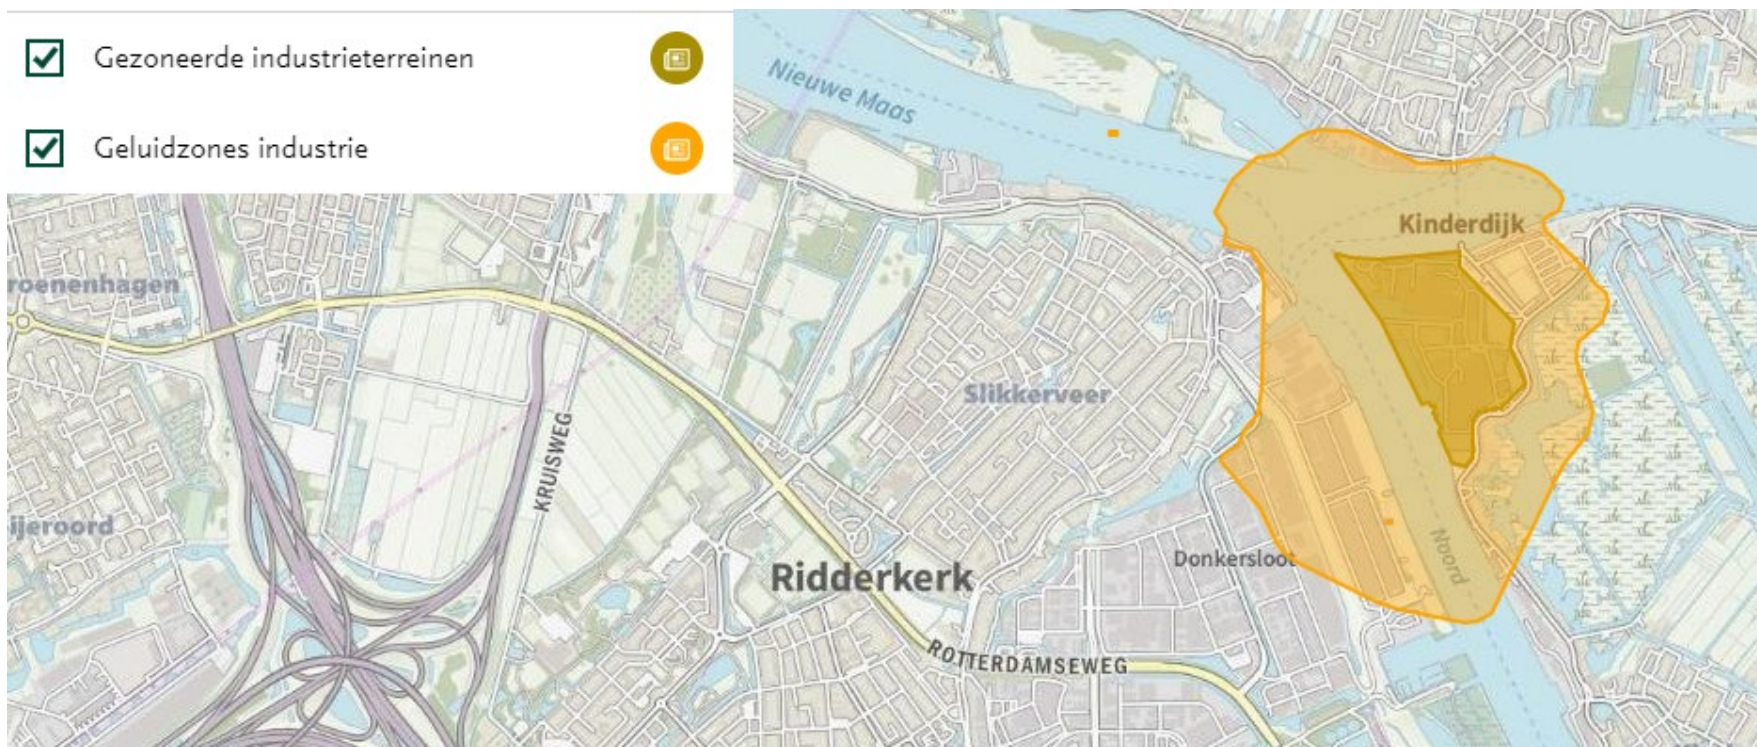 Gezoneerde industrieterreinen
Geluidzones industrie
Nieuwe Maas
Kinderdijk
roenenhagen
Slikkerveer
KRUISWEG
ijeroord
Donkersloot
Noord
Ridderkerk
ROTTERDAMSEWEG